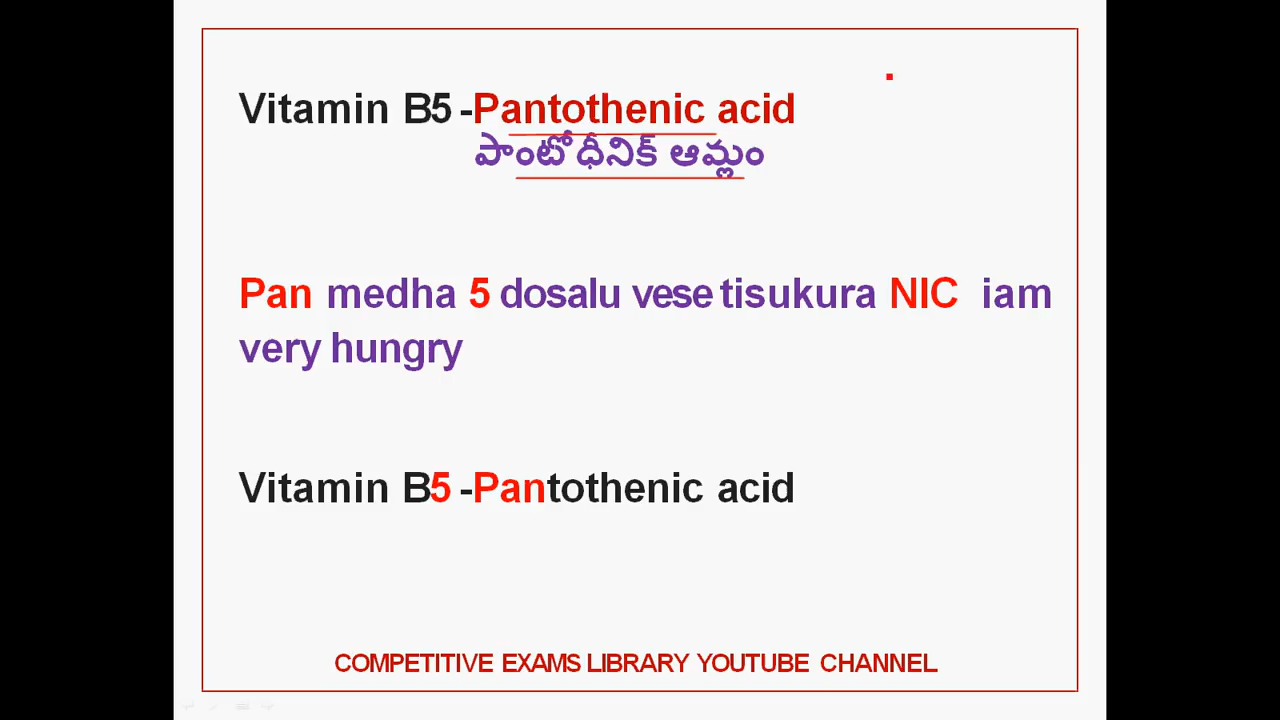 Vitamin B5 -Pantothenic acid
పాంటోధీనిక్ ఆమ్లం
Pan medha 5 dosalu vese tisukura NIC iam
very hungry
Vitamin B5 -Pantothenic acid
COMPETITIVE EXAMS LIBRARY YOUTUBE CHANNEL